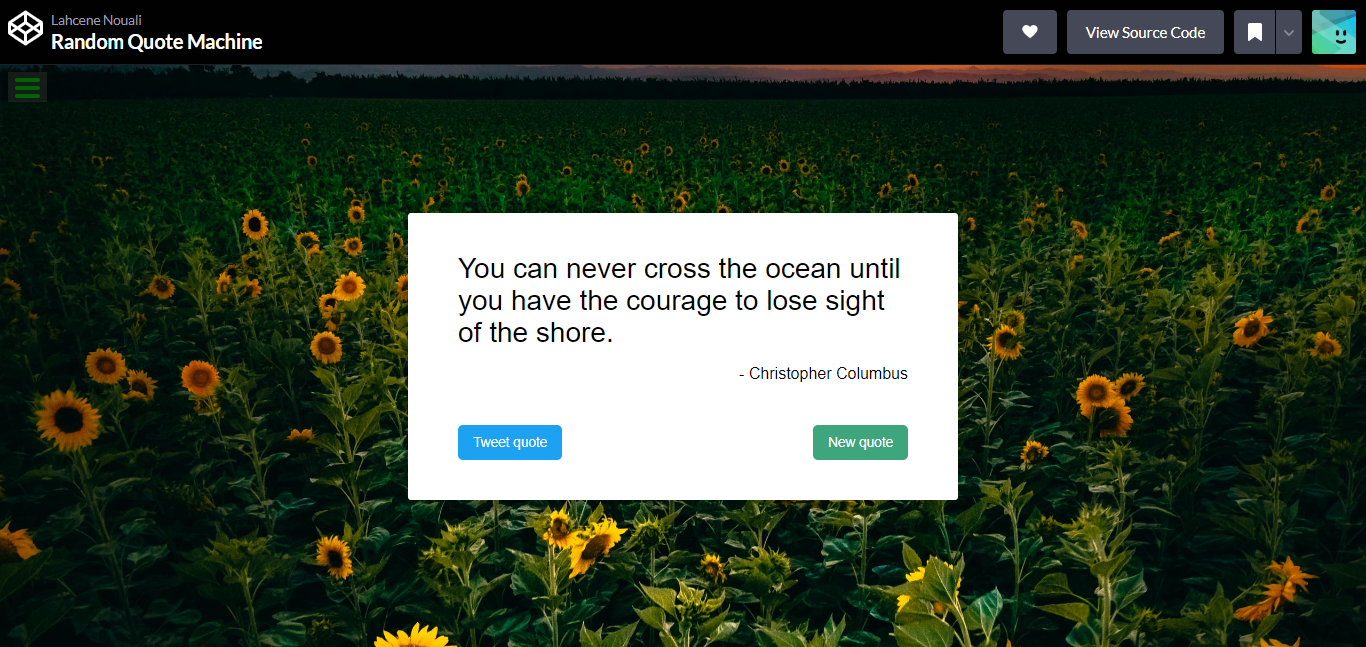 Lahcene Nouali
Random Quote Machine
View Source Code
You can never cross the ocean until
you have the courage to lose sight
of the shore.
- Christopher Columbus
Tweet quote
New quote